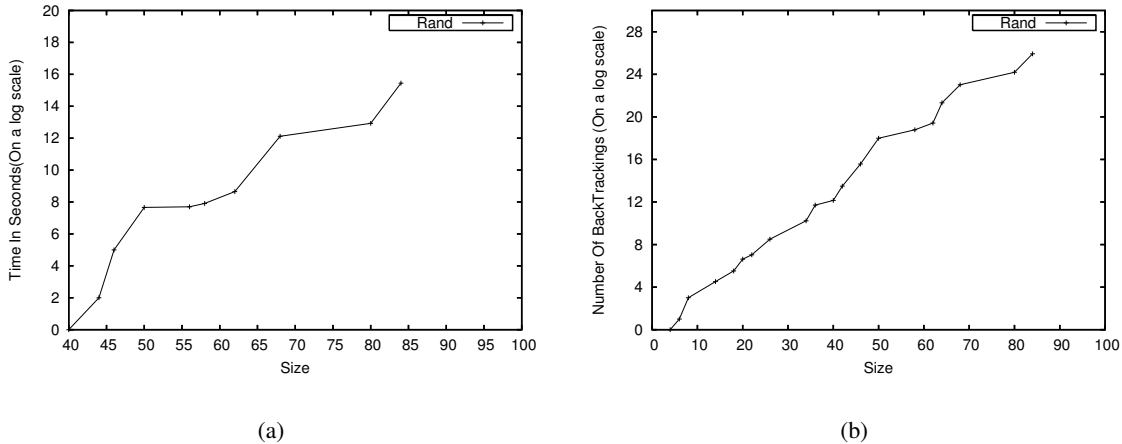 Rand
Time In Seconds(On a log scale)
20
18
16
14
12
10
8
6
4
2
0
40 45 50 55 60 65 70 75 80 85 90 95 100
Size
(a)
Rand
Number Of BackTrackings (On a log scale)
28
24
20
16
12
8
4
0
0 10 20 30 40 50 60 70 80 90 100
Size
(b)